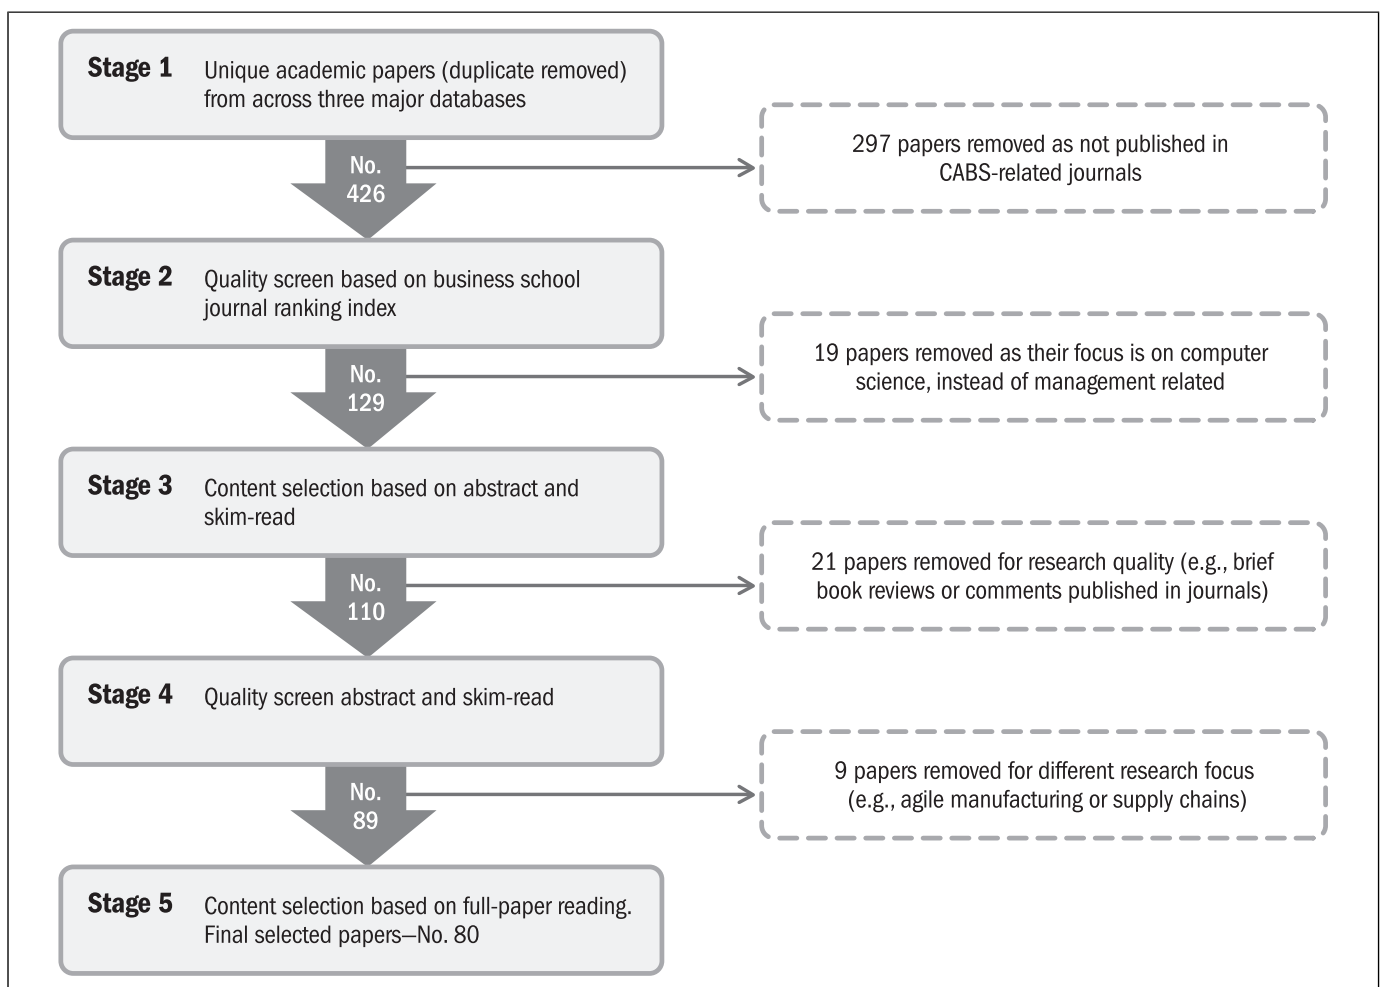 Stage 1
Unique academic papers (duplicate removed)
from across three major databases
No.
426
297 papers removed as not published in
CABS-related journals
Stage 2
Quality screen based on business school
journal ranking index
No.
129
19 papers removed as their focus is on computer
science, instead of management related
Stage 3
Content selection based on abstract and
skim-read
No.
110
21 papers removed for research quality (e.g., brief
book reviews or comments published in journals)
Stage 4
Quality screen abstract and skim-read
No.
89
9 papers removed for different research focus
(e.g., agile manufacturing or supply chains)
Stage 5
Content selection based on full-paper reading.
Final selected papers—No. 80